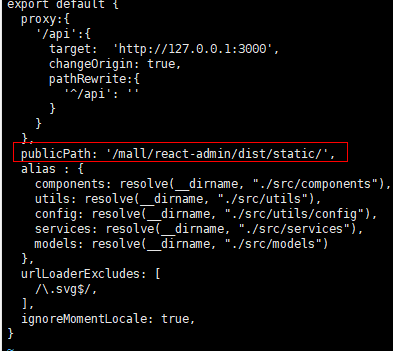 export default {
proxy:{
'/api':{
target:  'http://127.0.0.1:3000',
changeOrigin: true,
pathRewrite:{
'^/api': ''
}
}
},
publicPath: '/mall/react-admin/dist/static/',
alias : {
components: resolve(__dirname, "./src/components"),
utils: resolve(__dirname, "./src/utils"),
config: resolve(__dirname, "./src/utils/config"),
services: resolve(__dirname, "./src/services"),
models: resolve(__dirname, "./src/models")
},
urlLoaderExcludes: [
/\.svg$/,
],
ignoreMomentLocale: true,
}
~